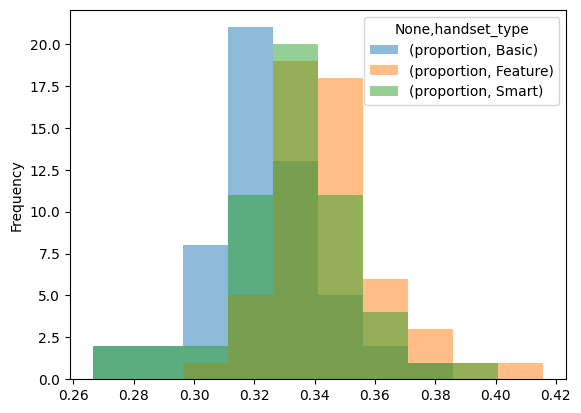 None,handset_type
(proportion, Basic)
(proportion, Feature)
(proportion, Smart)
Frequency
20.0
17.5
15.0
12.5
10.0
7.5
5.0
2.5
0.0
0.26 0.28 0.30 0.32 0.34 0.36 0.38 0.40 0.42